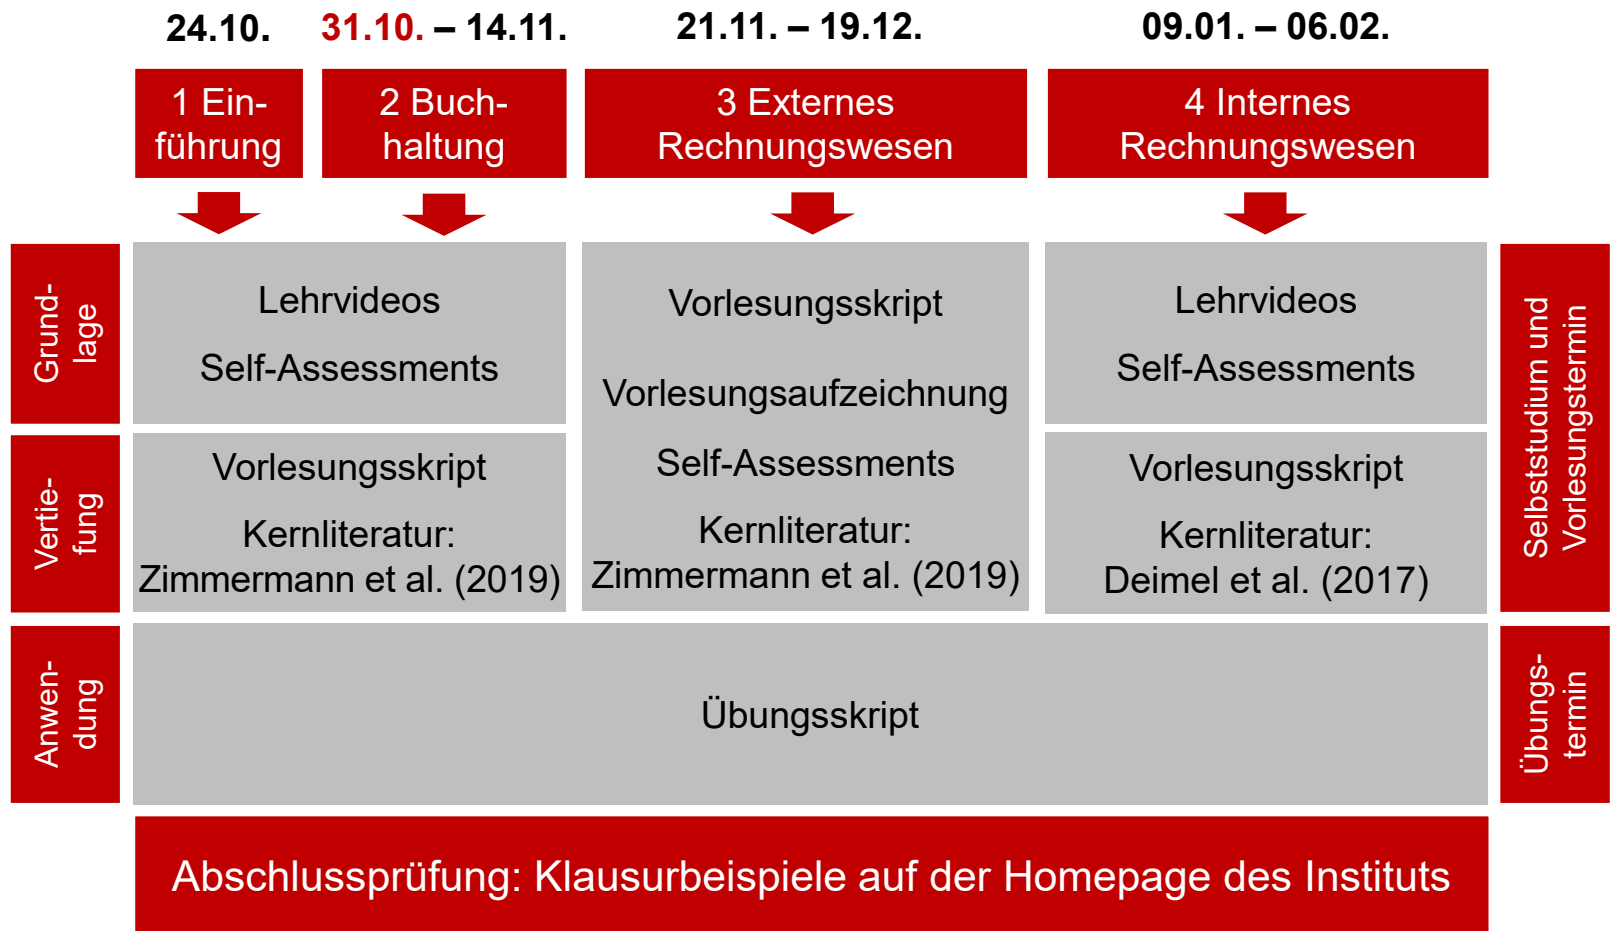 24.10.
31.10. – 14.11.
21.11. – 19.12.
09.01. – 06.02.
1 Ein-
führung
2 Buch-
haltung
3 Externes
Rechnungswesen
4 Internes
Rechnungswesen
Grund-
lage
Lehrvideos
Self-Assessments
Vertie-
fung
Vorlesungsskript
Kernliteratur:
Zimmermann et al. (2019)
Vorlesungsskript
Vorlesungsaufzeichnung
Self-Assessments
Kernliteratur:
Zimmermann et al. (2019)
Lehrvideos
Self-Assessments
Vorlesungsskript
Kernliteratur:
Deimel et al. (2017)
Selbststudium und
Vorlesungstermin
Anwen-
dung
Übungsskript
Übungs-
termin
Abschlussprüfung: Klausurbeispiele auf der Homepage des Instituts